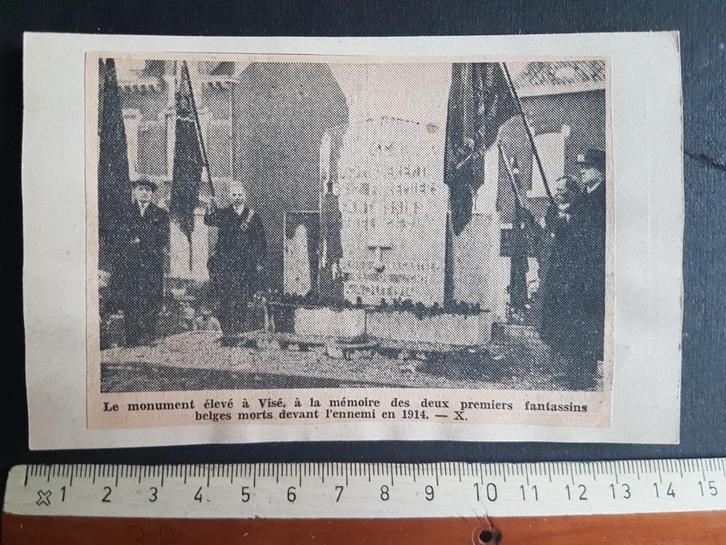 Le monument élevé à Visé, à la mémoire des deux premiers fantassins
belges morts devant l'ennemi en 1914. — X.
1 2 3 4 5 6 7 8 9 10 11 12 13 14 15